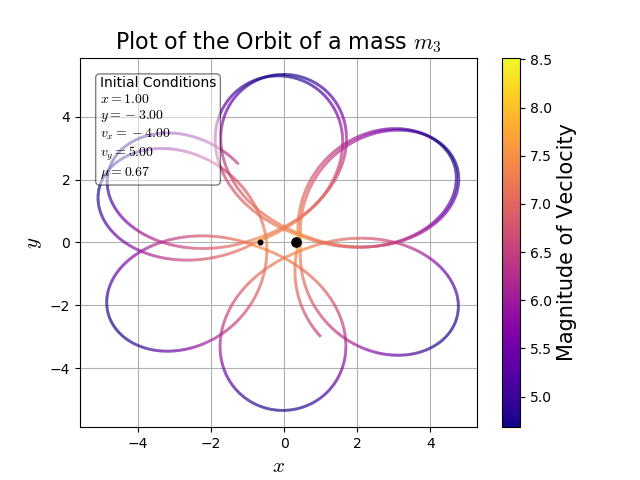 Plot of the Orbit of a mass m₃
Initial Conditions
x = 1.00
y = −3.00
vₓ = −4.00
v_y = 5.00
μ = 0.67
4
2
0
−2
−4
y
−4
−2
0
2
4
x
8.5
8.0
7.5
7.0
6.5
6.0
5.5
5.0
Magnitude of Veclocity